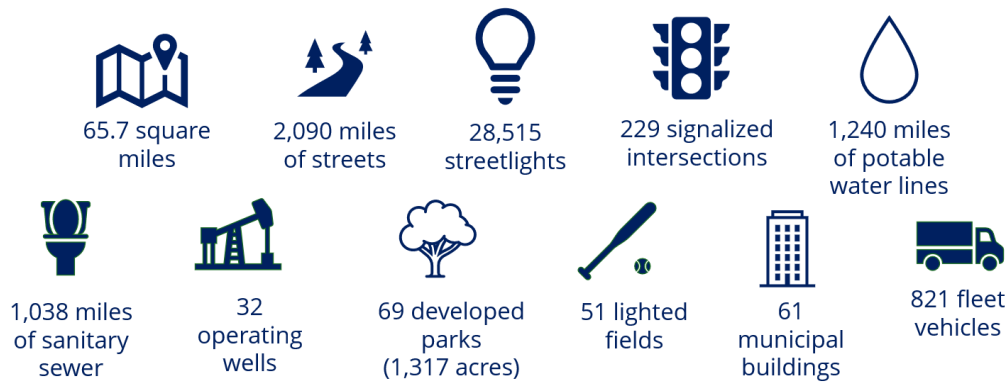 65.7 square
miles
2,090 miles
of streets
28,515
streetlights
229 signalized
intersections
1,240 miles
of potable
water lines
1,038 miles
of sanitary
sewer
32
operating
wells
69 developed
parks
(1,317 acres)
51 lighted
fields
61
municipal
buildings
821 fleet
vehicles